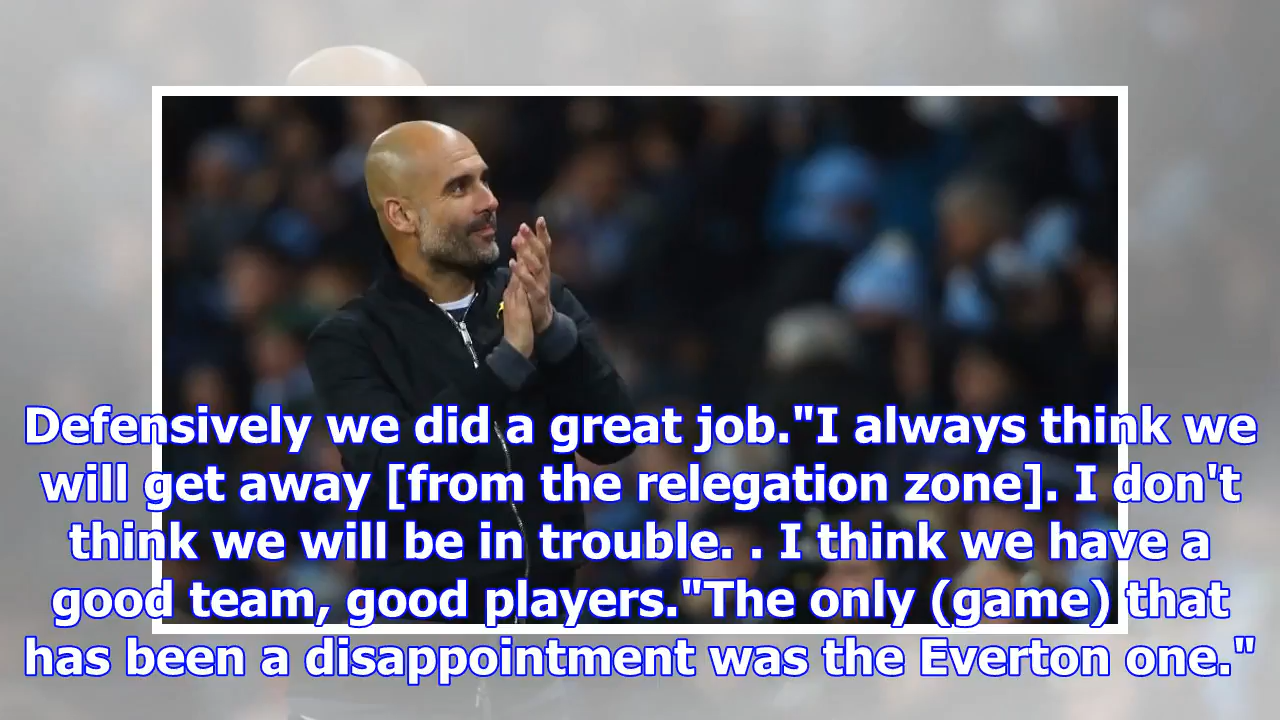 Defensively we did a great job."I always think we
will get away [from the relegation zone]. I don't
think we will be in trouble. . I think we have a
good team, good players."The only (game) that
has been a disappointment was the Everton one."